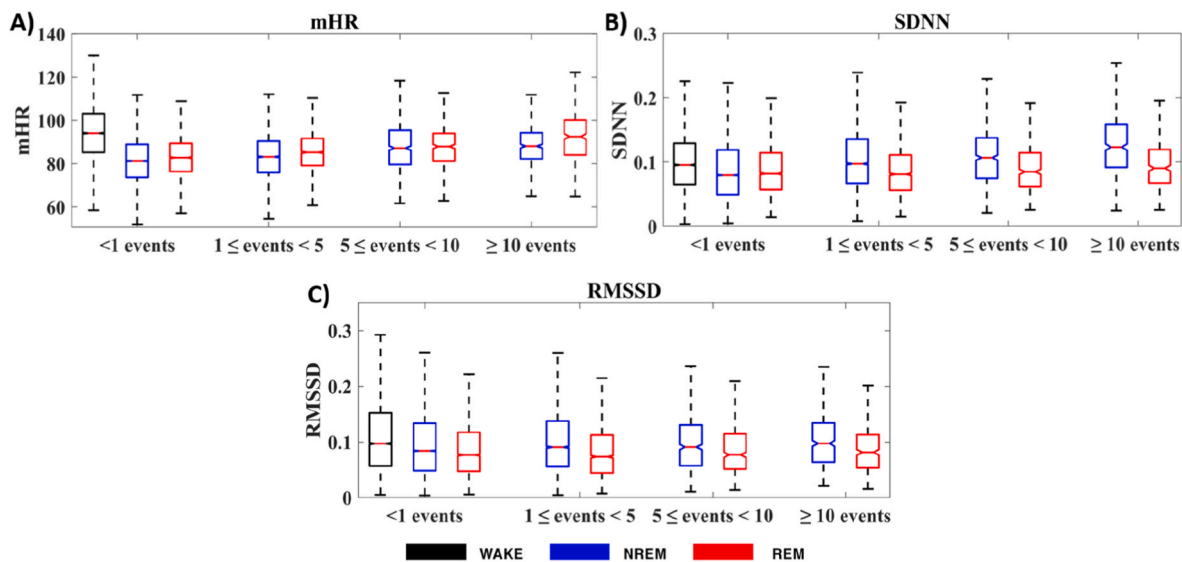 A)
mHR
140
120
100
80
60
mHR
<1 events
1 ≤ events < 5
5 ≤ events < 10
≥ 10 events
B)
SDNN
0.3
0.2
0.1
0
SDNN
<1 events
1 ≤ events < 5
5 ≤ events < 10
≥ 10 events
C)
RMSSD
0.3
0.2
0.1
0
RMSSD
<1 events
1 ≤ events < 5
5 ≤ events < 10
≥ 10 events
WAKE
NREM
REM